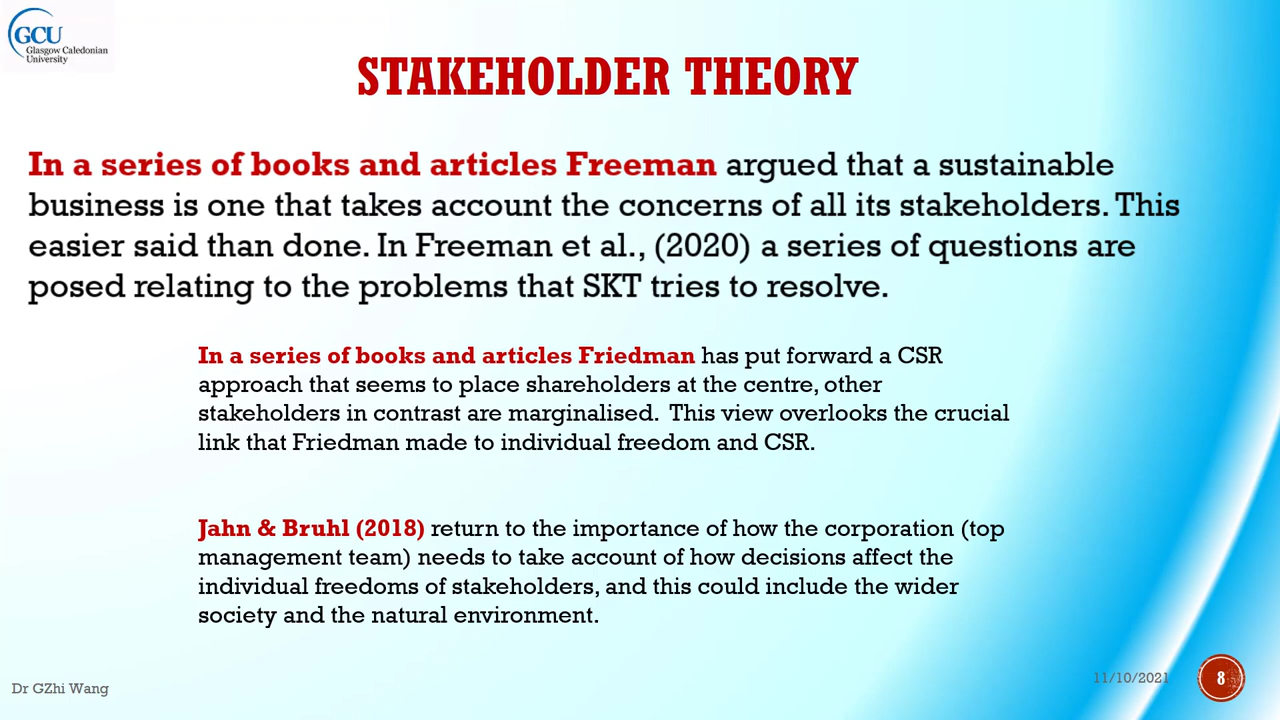 GCU
Glasgow Caledonian
University
STAKEHOLDER THEORY
In a series of books and articles Freeman argued that a sustainable
business is one that takes account the concerns of all its stakeholders. This
easier said than done. In Freeman et al., (2020) a series of questions are
posed relating to the problems that SKT tries to resolve.
In a series of books and articles Friedman has put forward a CSR
approach that seems to place shareholders at the centre, other
stakeholders in contrast are marginalised. This view overlooks the crucial
link that Friedman made to individual freedom and CSR.
Jahn & Bruhl (2018) return to the importance of how the corporation (top
management team) needs to take account of how decisions affect the
individual freedoms of stakeholders, and this could include the wider
society and the natural environment.
Dr GZhi Wang
11/10/2021
8